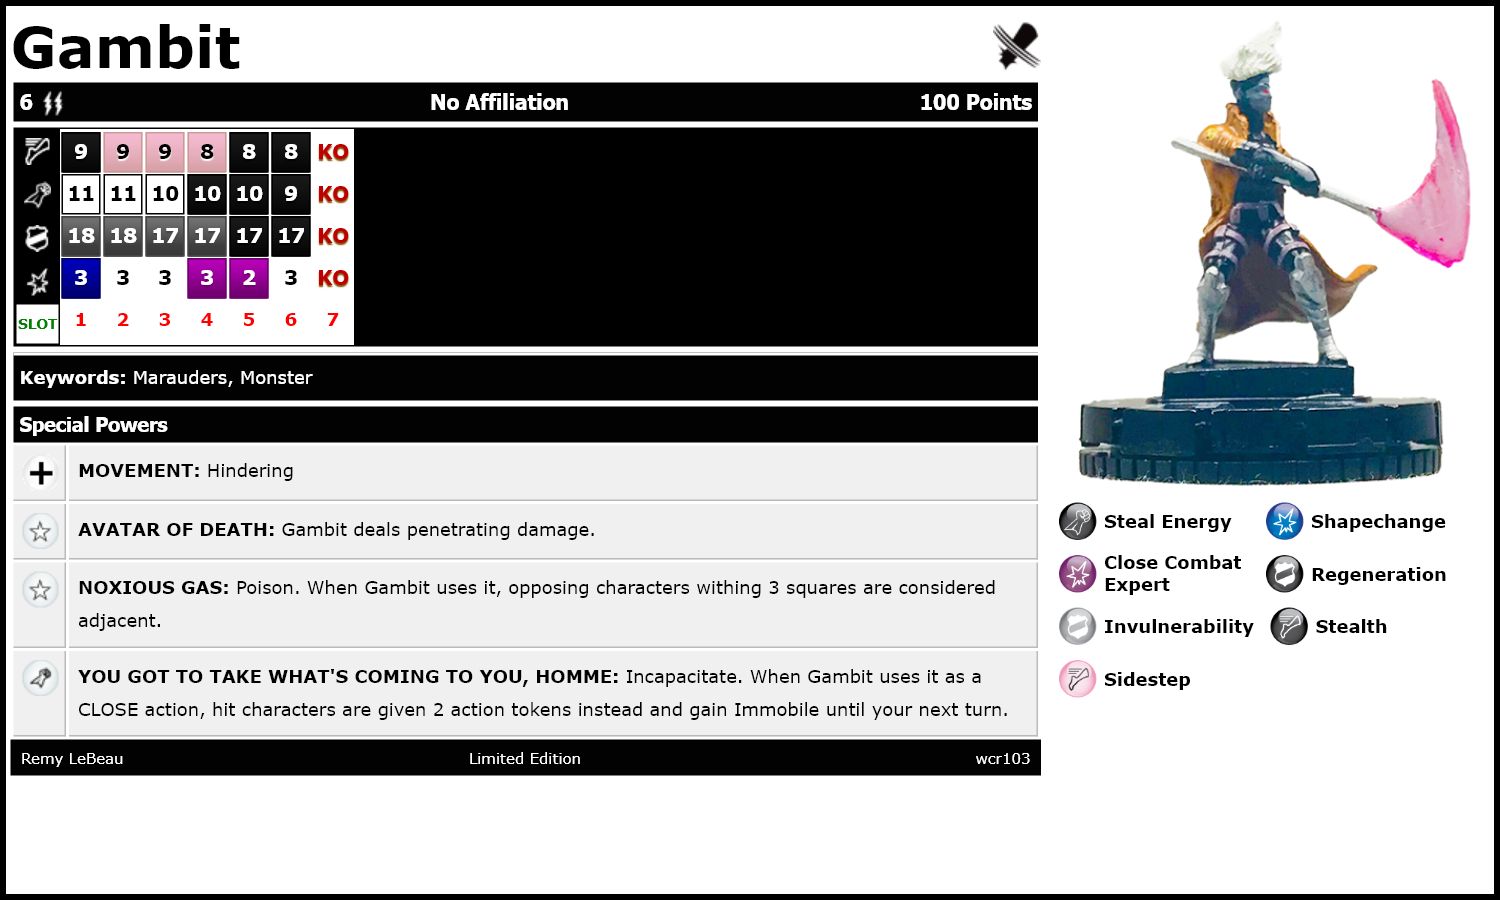 Gambit
6 No Affiliation 100 Points
9 9 9 8 8 8 KO
11 11 10 10 10 9 KO
18 18 17 17 17 17 KO
3 3 3 3 2 3 KO
SLOT 1 2 3 4 5 6 7
Keywords: Marauders, Monster
Special Powers
MOVEMENT: Hindering
AVATAR OF DEATH: Gambit deals penetrating damage.
NOXIOUS GAS: Poison. When Gambit uses it, opposing characters withing 3 squares are considered
adjacent.
YOU GOT TO TAKE WHAT'S COMING TO YOU, HOMME: Incapacitate. When Gambit uses it as a
CLOSE action, hit characters are given 2 action tokens instead and gain Immobile until your next turn.
Remy LeBeau Limited Edition wcr103
Steal Energy Shapechange
Close Combat
Expert Regeneration
Invulnerability Stealth
Sidestep